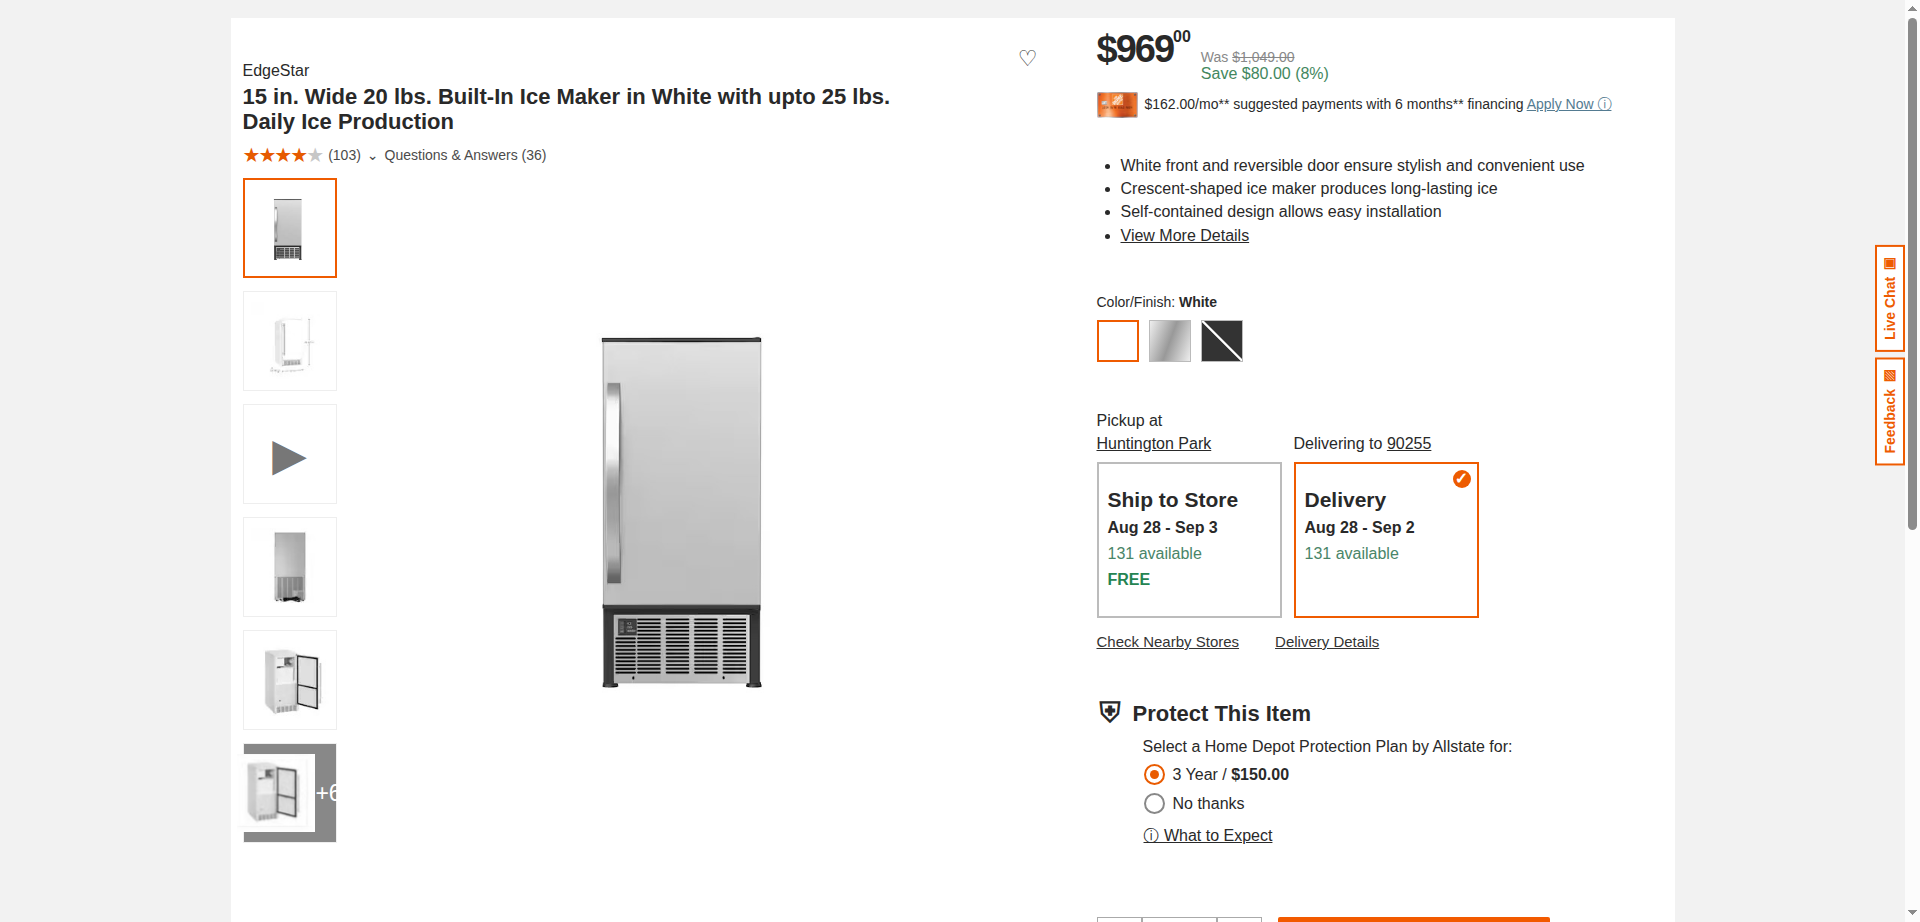 EdgeStar
15 in. Wide 20 lbs. Built-In Ice Maker in White with upto 25 lbs.
Daily Ice Production
(103) Questions & Answers (36)
+6
$969 00
Was $1,049.00
Save $80.00 (8%)
$162.00/mo** suggested payments with 6 months** financing Apply Now ⓘ
• White front and reversible door ensure stylish and convenient use
• Crescent-shaped ice maker produces long-lasting ice
• Self-contained design allows easy installation
• View More Details
Color/Finish: White
Pickup at
Huntington Park
Delivering to 90255
Ship to Store
Aug 28 - Sep 3
131 available
FREE
Delivery
Aug 28 - Sep 2
131 available
Check Nearby Stores
Delivery Details
Protect This Item
Select a Home Depot Protection Plan by Allstate for:
3 Year / $150.00
No thanks
ⓘ What to Expect
Live Chat
Feedback